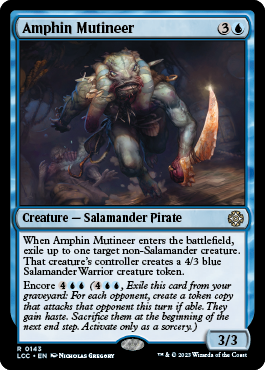 Amphin Mutineer 3
Creature — Salamander Pirate
When Amphin Mutineer enters the battlefield,
exile up to one target non-Salamander creature.
That creature's controller creates a 4/3 blue
Salamander Warrior creature token.
Encore 4 (4, Exile this card from your
graveyard: For each opponent, create a token copy
that attacks that opponent this turn if able. They
gain haste. Sacrifice them at the beginning of the
next end step. Activate only as a sorcery.)
3/3
R 0143
LCC • EN Nicholas Gregory
™ & © 2023 Wizards of the Coast